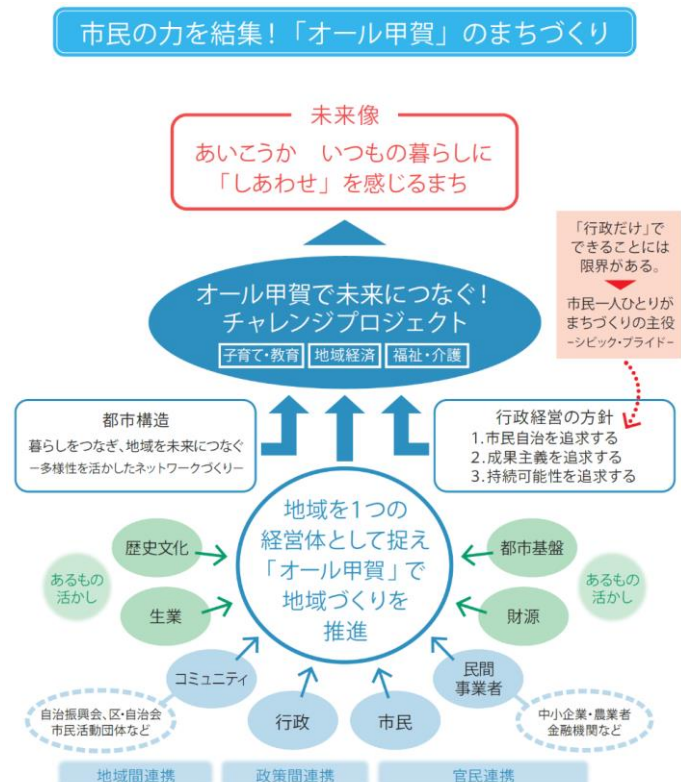 市民の力を結集！「オール甲賀」のまちづくり
未来像
あいこうか　いつもの暮らしに
「しあわせ」を感じるまち
「行政だけ」で
できることには
限界がある。
市民一人ひとりが
まちづくりの主役
−シビック・プライド−
オール甲賀で未来につなぐ！
チャレンジプロジェクト
子育て・教育
地域経済
福祉・介護
都市構造
暮らしをつなぎ、地域を未来につなぐ
−多様性を活かしたネットワークづくり−
行政経営の方針
1.市民自治を追求する
2.成果主義を追求する
3.持続可能性を追求する
地域を1つの
経営体として捉え
「オール甲賀」で
地域づくりを
推進
歴史文化
都市基盤
あるもの
活かし
あるもの
活かし
生業
財源
コミュニティ
民間
事業者
自治振興会、区・自治会
市民活動団体など
行政
市民
中小企業・農業者
金融機関など
地域間連携
政策間連携
官民連携